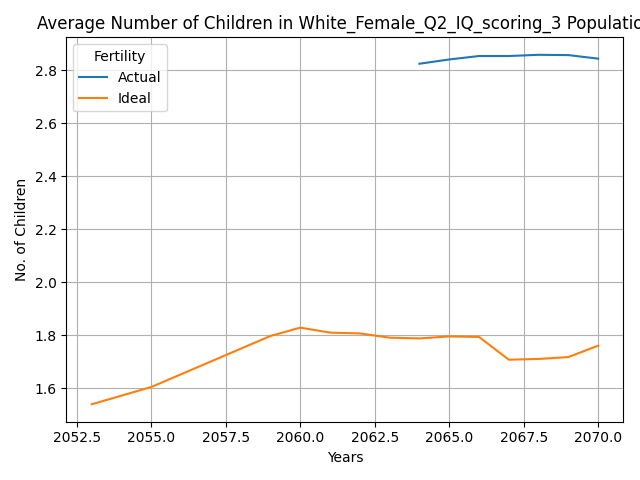 Average Number of Children in White_Female_Q2_IQ_scoring_3 Populatio
Fertility
Actual
Ideal
2.8
2.6
2.4
2.2
2.0
1.8
1.6
No. of Children
2052.5 2055.0 2057.5 2060.0 2062.5 2065.0 2067.5 2070.0
Years